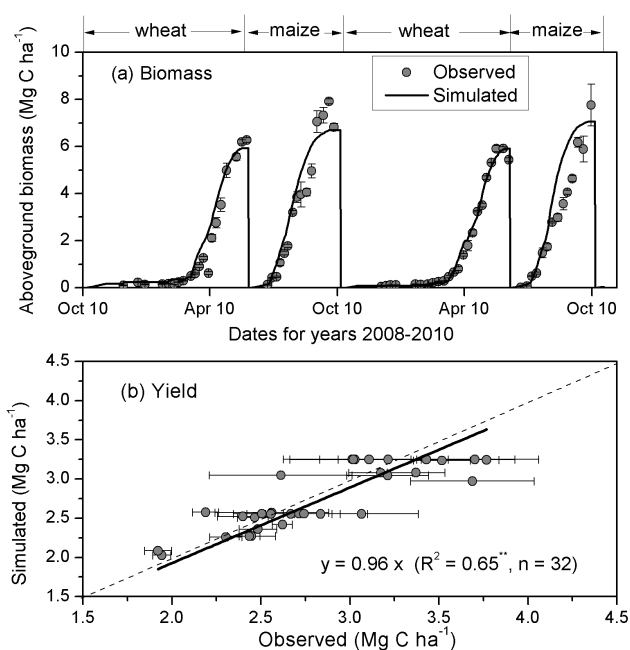 wheat maize wheat maize
10
(a) Biomass
Observed
Simulated
8
6
4
2
0
Aboveground biomass (Mg C ha⁻¹)
Oct 10 Apr 10 Oct 10 Apr 10 Oct 10
Dates for years 2008-2010
4.5
(b) Yield
4.0
3.5
3.0
2.5
2.0
1.5
Simulated (Mg C ha⁻¹)
y = 0.96 x (R² = 0.65**, n = 32)
1.5 2.0 2.5 3.0 3.5 4.0 4.5
Observed (Mg C ha⁻¹)